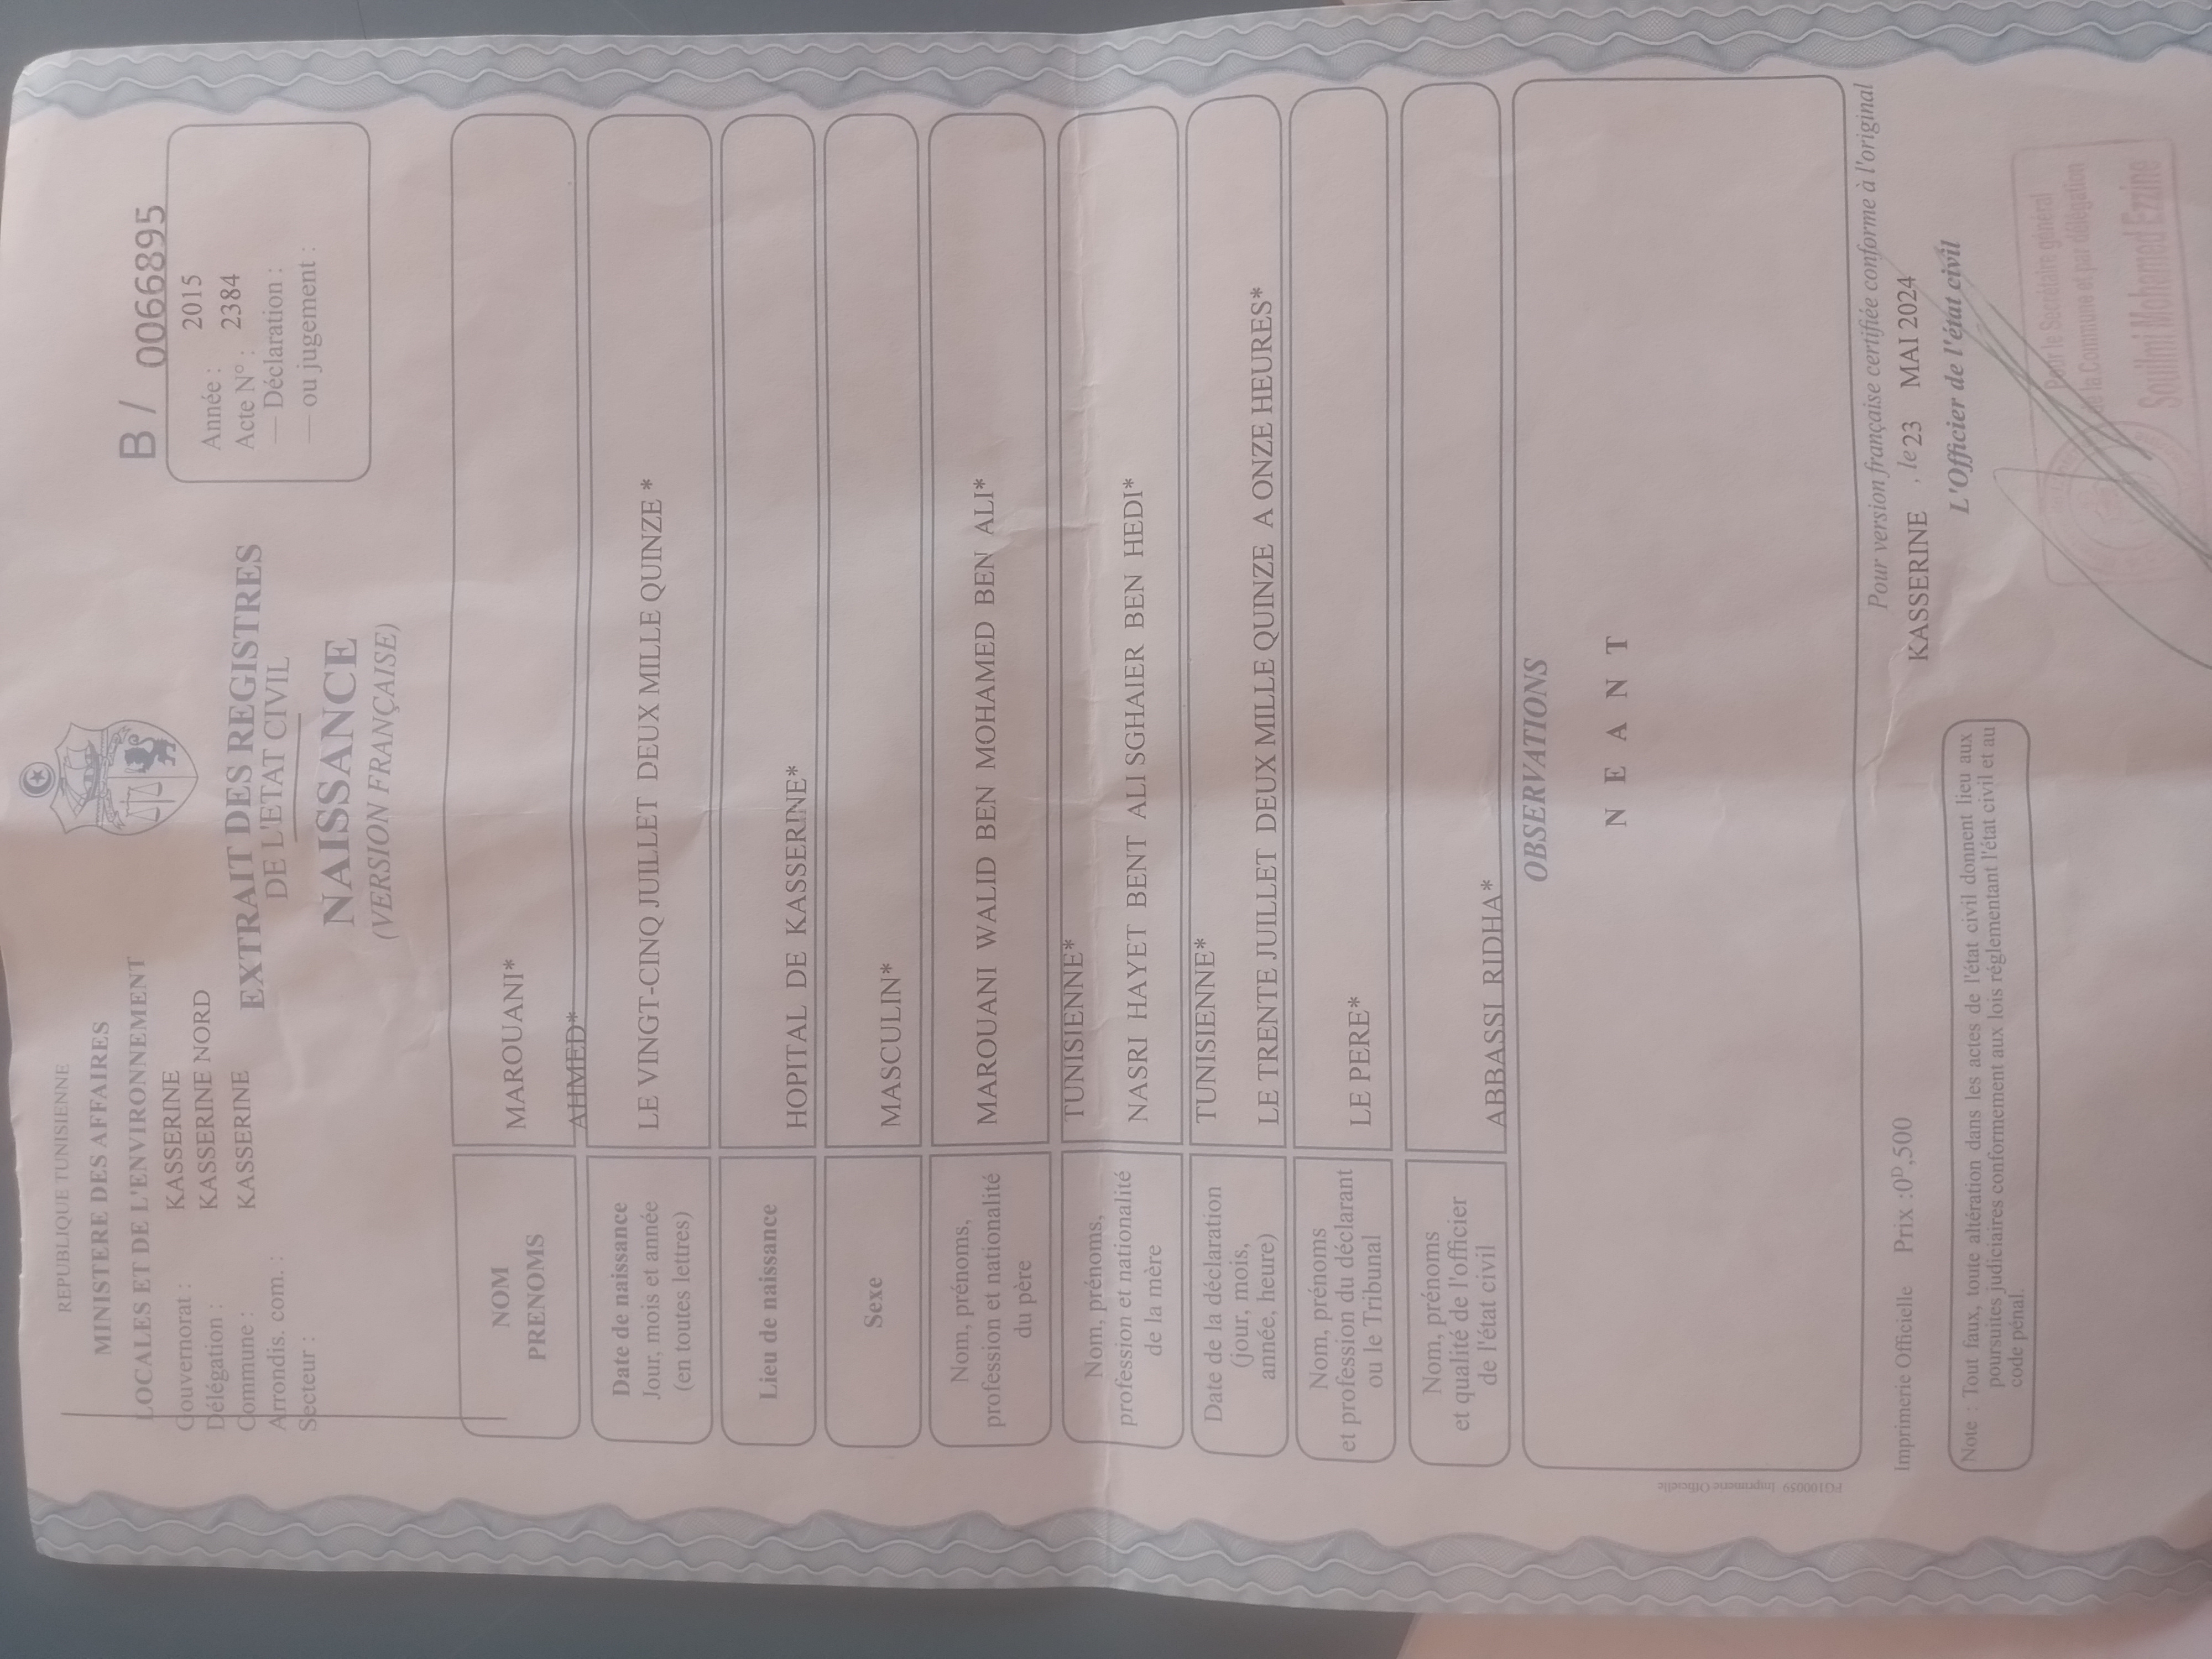 REPUBLIQUE TUNISIENNE
MINISTERE DES AFFAIRES
LOCALES ET DE L'ENVIRONNEMENT
Gouvernorat : KASSERINE
Délégation : KASSERINE NORD
Commune : KASSERINE
Arrondis. com. :
Secteur :
B / 0066895
Année : 2015
Acte N° : 2384
— Déclaration :
— ou jugement :
EXTRAIT DES REGISTRES
DE L'ETAT CIVIL
NAISSANCE
(VERSION FRANÇAISE)
NOM
PRENOMS
MAROUANI*
AHMED*
Date de naissance
Jour, mois et année
(en toutes lettres)
LE VINGT-CINQ JUILLET DEUX MILLE QUINZE *
Lieu de naissance
HOPITAL DE KASSERINE*
Sexe
MASCULIN*
Nom, prénoms,
profession et nationalité
du père
MAROUANI WALID BEN MOHAMED BEN ALI*
TUNISIENNE*
Nom, prénoms,
profession et nationalité
de la mère
NASRI HAYET BENT ALI SGHAIER BEN HEDI*
TUNISIENNE*
Date de la déclaration
(jour, mois,
année, heure)
LE TRENTE JUILLET DEUX MILLE QUINZE A ONZE HEURES*
Nom, prénoms
et profession du déclarant
ou le Tribunal
LE PERE*
Nom, prénoms
et qualité de l'officier
de l'état civil
ABBASSI RIDHA*
OBSERVATIONS
N E A N T
FG100059 Imprimerie Officielle
Pour version française certifiée conforme à l'original
KASSERINE , le 23 MAI 2024
L'Officier de l'état civil
Imprimerie Officielle Prix :0ᴰ,500
Note : Tout faux, toute altération dans les actes de l'état civil donnent lieu aux
poursuites judiciaires conformement aux lois réglementant l'état civil et au
code pénal.
Pour le Secrétaire général
de la Commune et par délégation
Souilmi Mohamed Ezzine